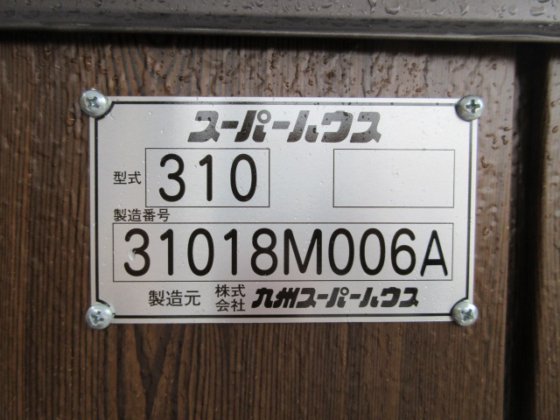 スーパーハウス
型式 310
製造番号
31018M006A
製造元 株式会社 九州スーパーハウス